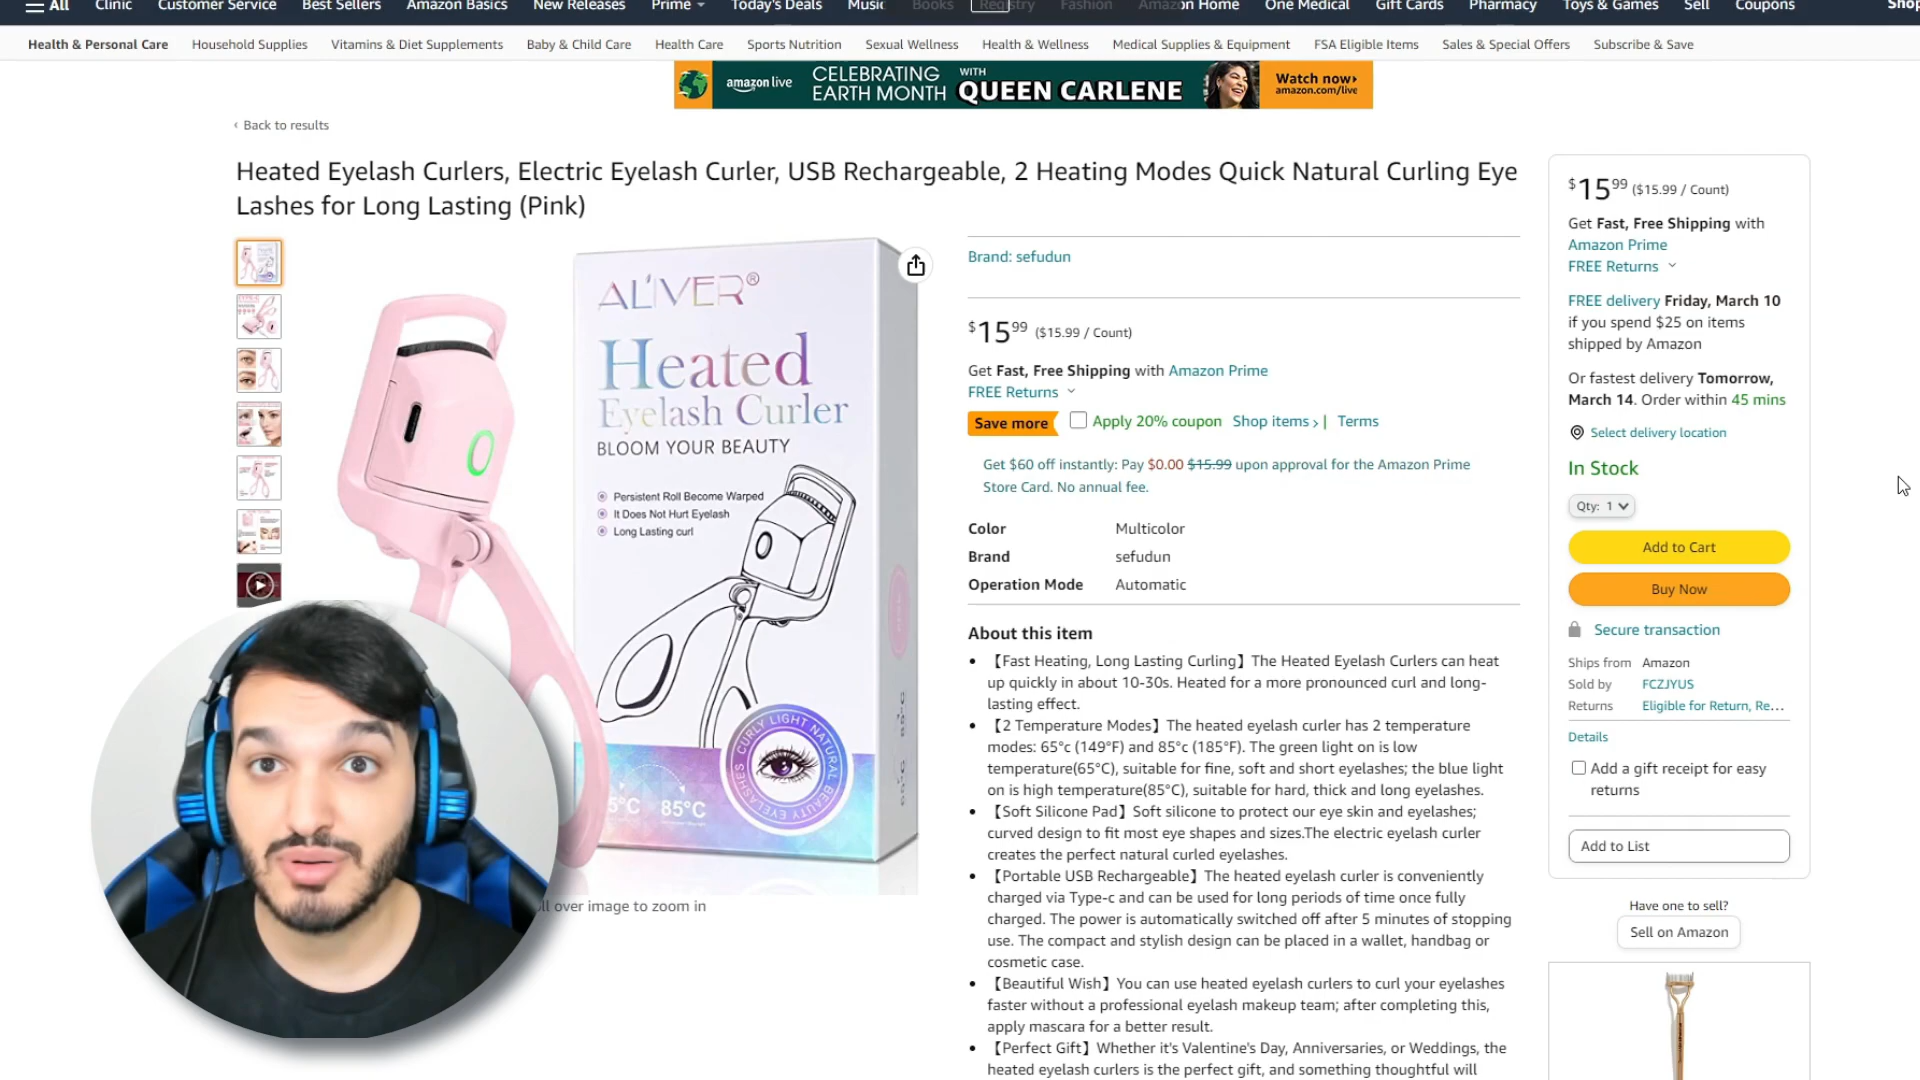 All Clinic Customer Service Best Sellers Amazon Basics New Releases Prime Today's Deals Music Books Registry Fashion Amazon Home One Medical Gift Cards Pharmacy Toys & Games Sell Coupons
Health & Personal Care Household Supplies Vitamins & Diet Supplements Baby & Child Care Health Care Sports Nutrition Sexual Wellness Health & Wellness Medical Supplies & Equipment FSA Eligible Items Sales & Special Offers Subscribe & Save
amazon live CELEBRATING EARTH MONTH WITH QUEEN CARLENE Watch now amazon.com/live
‹ Back to results
Heated Eyelash Curlers, Electric Eyelash Curler, USB Rechargeable, 2 Heating Modes Quick Natural Curling Eye
Lashes for Long Lasting (Pink)
AL'IVER®
Heated
Eyelash Curler
BLOOM YOUR BEAUTY
Persistent Roll Become Warped
It Does Not Hurt Eyelash
Long Lasting curl
CURLY LIGHT NATURAL
BEAUTY EYELASHES
85°C
over image to zoom in
Brand: sefudun
$15.99 ($15.99 / Count)
Get Fast, Free Shipping with Amazon Prime
FREE Returns
Save more Apply 20% coupon Shop items › | Terms
Get $60 off instantly: Pay $0.00 $15.99 upon approval for the Amazon Prime
Store Card. No annual fee.
Color Multicolor
Brand sefudun
Operation Mode Automatic
About this item
• 【Fast Heating, Long Lasting Curling】The Heated Eyelash Curlers can heat
up quickly in about 10-30s. Heated for a more pronounced curl and long-
lasting effect.
• 【2 Temperature Modes】The heated eyelash curler has 2 temperature
modes: 65°c (149°F) and 85°c (185°F). The green light on is low
temperature(65°C), suitable for fine, soft and short eyelashes; the blue light
on is high temperature(85°C), suitable for hard, thick and long eyelashes.
• 【Soft Silicone Pad】Soft silicone to protect our eye skin and eyelashes;
curved design to fit most eye shapes and sizes.The electric eyelash curler
creates the perfect natural curled eyelashes.
• 【Portable USB Rechargeable】The heated eyelash curler is conveniently
charged via Type-c and can be used for long periods of time once fully
charged. The power is automatically switched off after 5 minutes of stopping
use. The compact and stylish design can be placed in a wallet, handbag or
cosmetic case.
• 【Beautiful Wish】You can use heated eyelash curlers to curl your eyelashes
faster without a professional eyelash makeup team; after completing this,
apply mascara for a better result.
• 【Perfect Gift】Whether it's Valentine's Day, Anniversaries, or Weddings, the
heated eyelash curlers is the perfect gift, and something thoughtful will
$15.99 ($15.99 / Count)
Get Fast, Free Shipping with
Amazon Prime
FREE Returns
FREE delivery Friday, March 10
if you spend $25 on items
shipped by Amazon
Or fastest delivery Tomorrow,
March 14. Order within 45 mins
Select delivery location
In Stock
Qty: 1
Add to Cart
Buy Now
Secure transaction
Ships from Amazon
Sold by FCZJYUS
Returns Eligible for Return, Re...
Details
Add a gift receipt for easy
returns
Add to List
Have one to sell?
Sell on Amazon